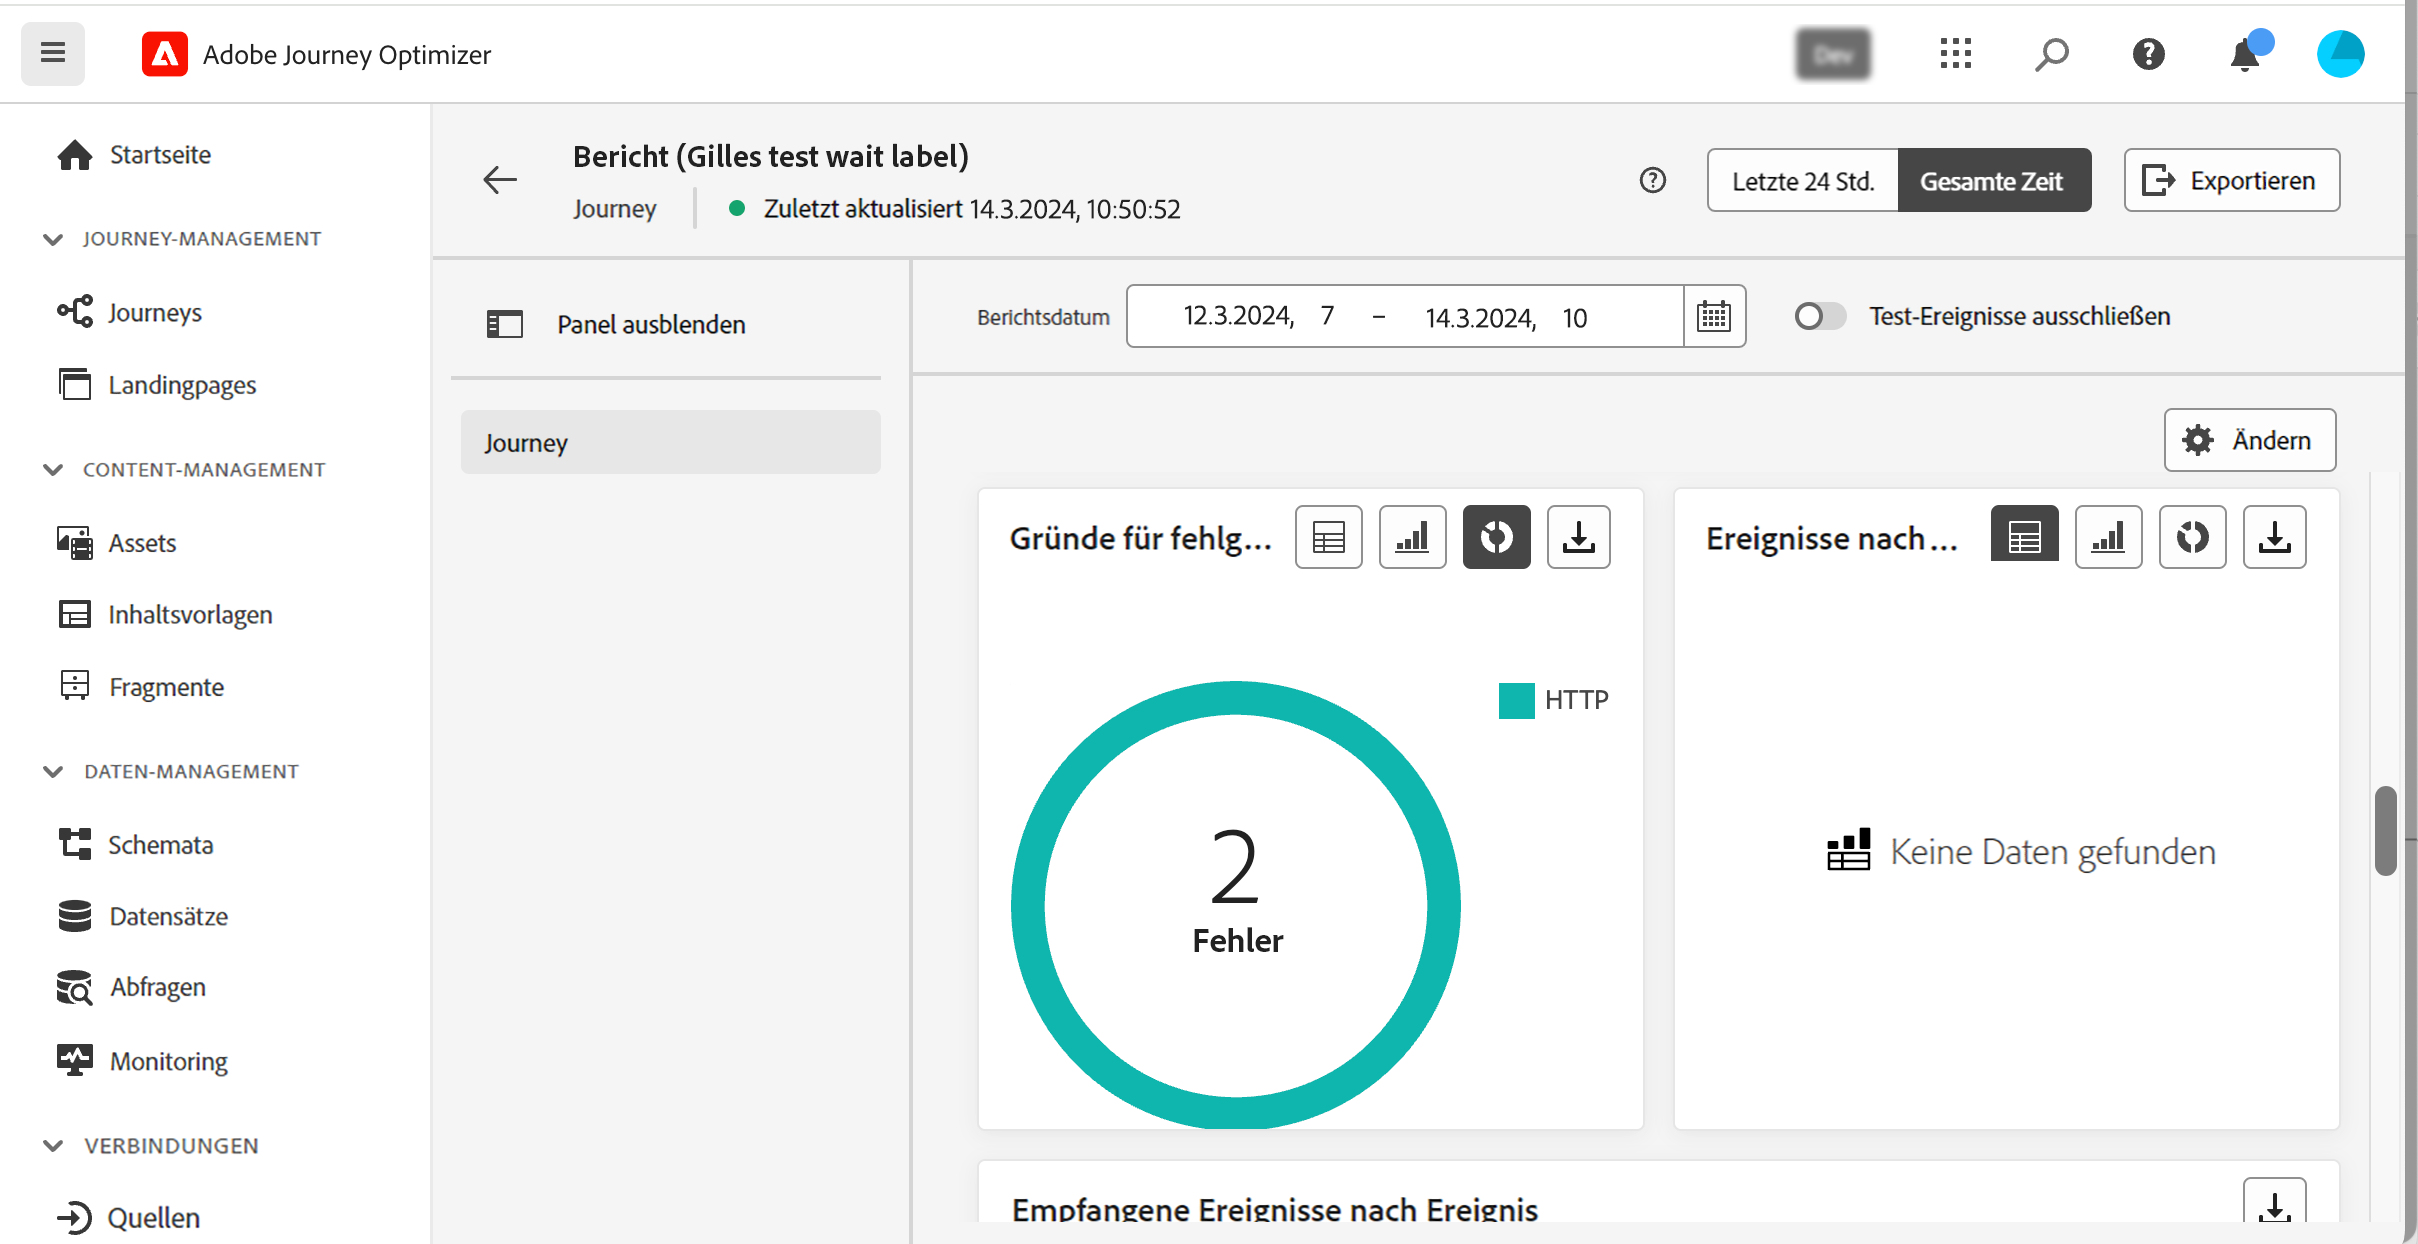 Adobe Journey Optimizer
Dev
Startseite
JOURNEY-MANAGEMENT
Journeys
Landingpages
CONTENT-MANAGEMENT
Assets
Inhaltsvorlagen
Fragmente
DATEN-MANAGEMENT
Schemata
Datensätze
Abfragen
Monitoring
VERBINDUNGEN
Quellen
Bericht (Gilles test wait label)
Journey
Zuletzt aktualisiert 14.3.2024, 10:50:52
Letzte 24 Std.
Gesamte Zeit
Exportieren
Panel ausblenden
Journey
Berichtsdatum
12.3.2024, 7 – 14.3.2024, 10
Test-Ereignisse ausschließen
Ändern
Gründe für fehlg...
HTTP
2
Fehler
Ereignisse nach ...
Keine Daten gefunden
Empfangene Ereignisse nach Ereignis